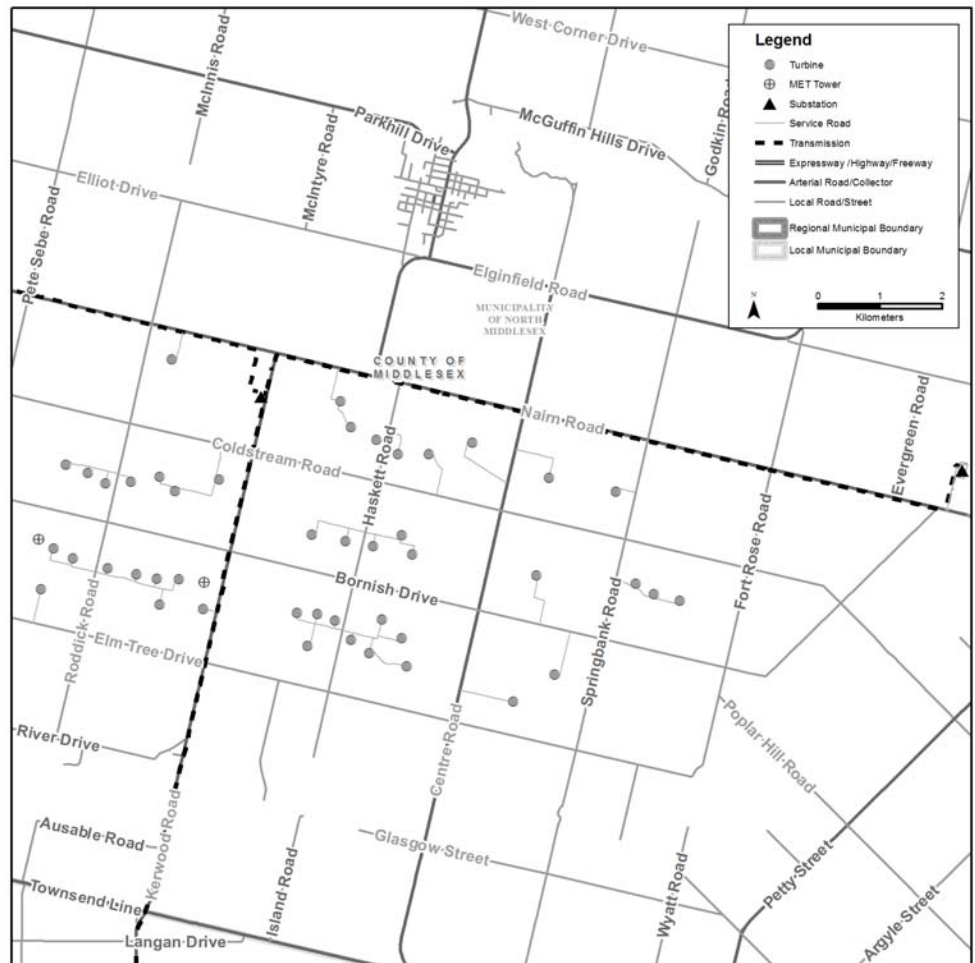 West Corner Drive
McInnis Road
Parkhill Drive
McGuffin Hills Drive
Godkin Road
McIntyre Road
Elliot Drive
Pete Sebe Road
Elginfield Road
MUNICIPALITY
OF NORTH
MIDDLESEX
COUNTY OF
MIDDLESEX
Nairn Road
Evergreen Road
Coldstream Road
Haskett Road
Fort Rose Road
Bornish Drive
Springbank Road
Roddick Road
Elm Tree Drive
Centre Road
River Drive
Poplar Hill Road
Kerwood Road
Ausable Road
Glasgow Street
Island Road
Wyatt Road
Petty Street
Argyle Street
Townsend Line
Langan Drive
Legend
Turbine
MET Tower
Substation
Service Road
Transmission
Expressway /Highway/Freeway
Arterial Road/Collector
Local Road/Street
Regional Municipal Boundary
Local Municipal Boundary
N
0 1 2
Kilometers